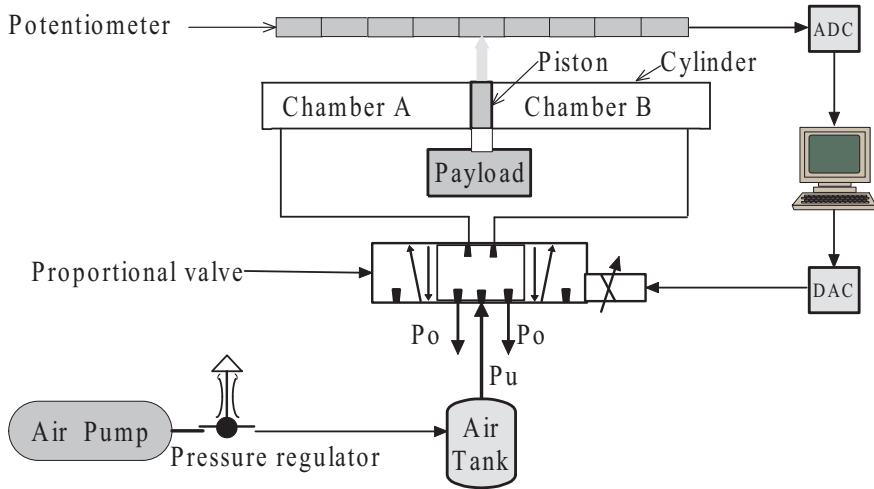 Potentiometer
ADC
Piston
Cylinder
Chamber A
Chamber B
Payload
Proportional valve
DAC
Po
Po
Pu
Air Pump
Pressure regulator
Air
Tank